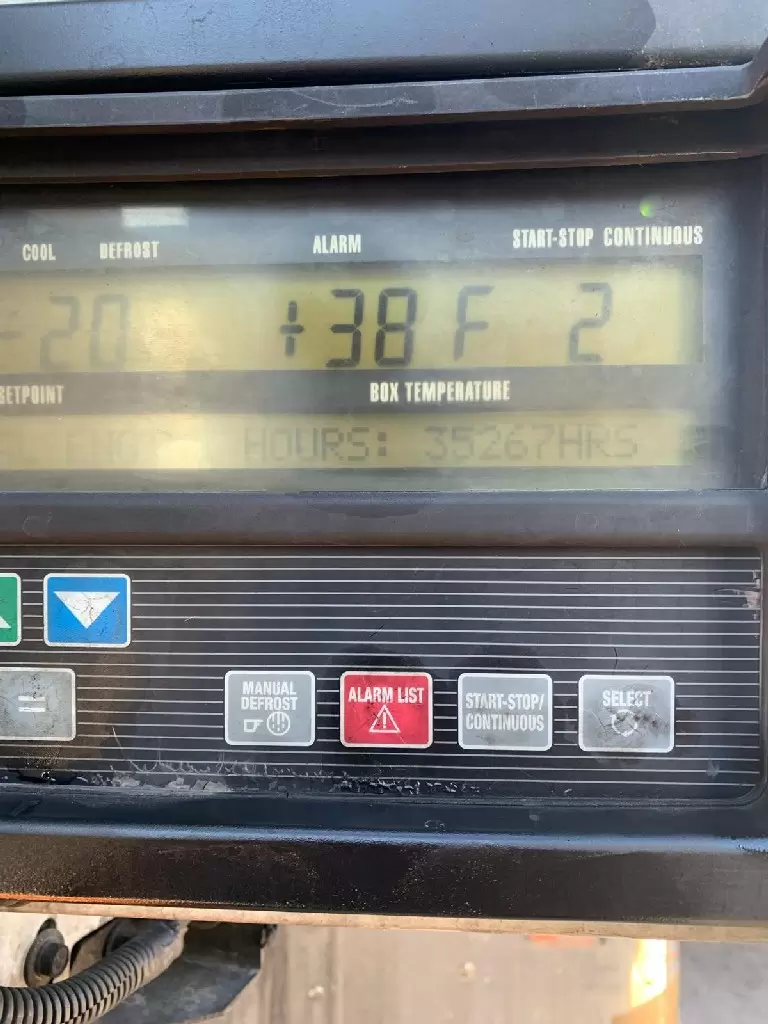 COOL DEFROST ALARM START-STOP CONTINUOUS
-20 +38 F 2
SETPOINT BOX TEMPERATURE
HOURS: 35267HRS
=
MANUAL DEFROST
ALARM LIST
START-STOP/
CONTINUOUS
SELECT